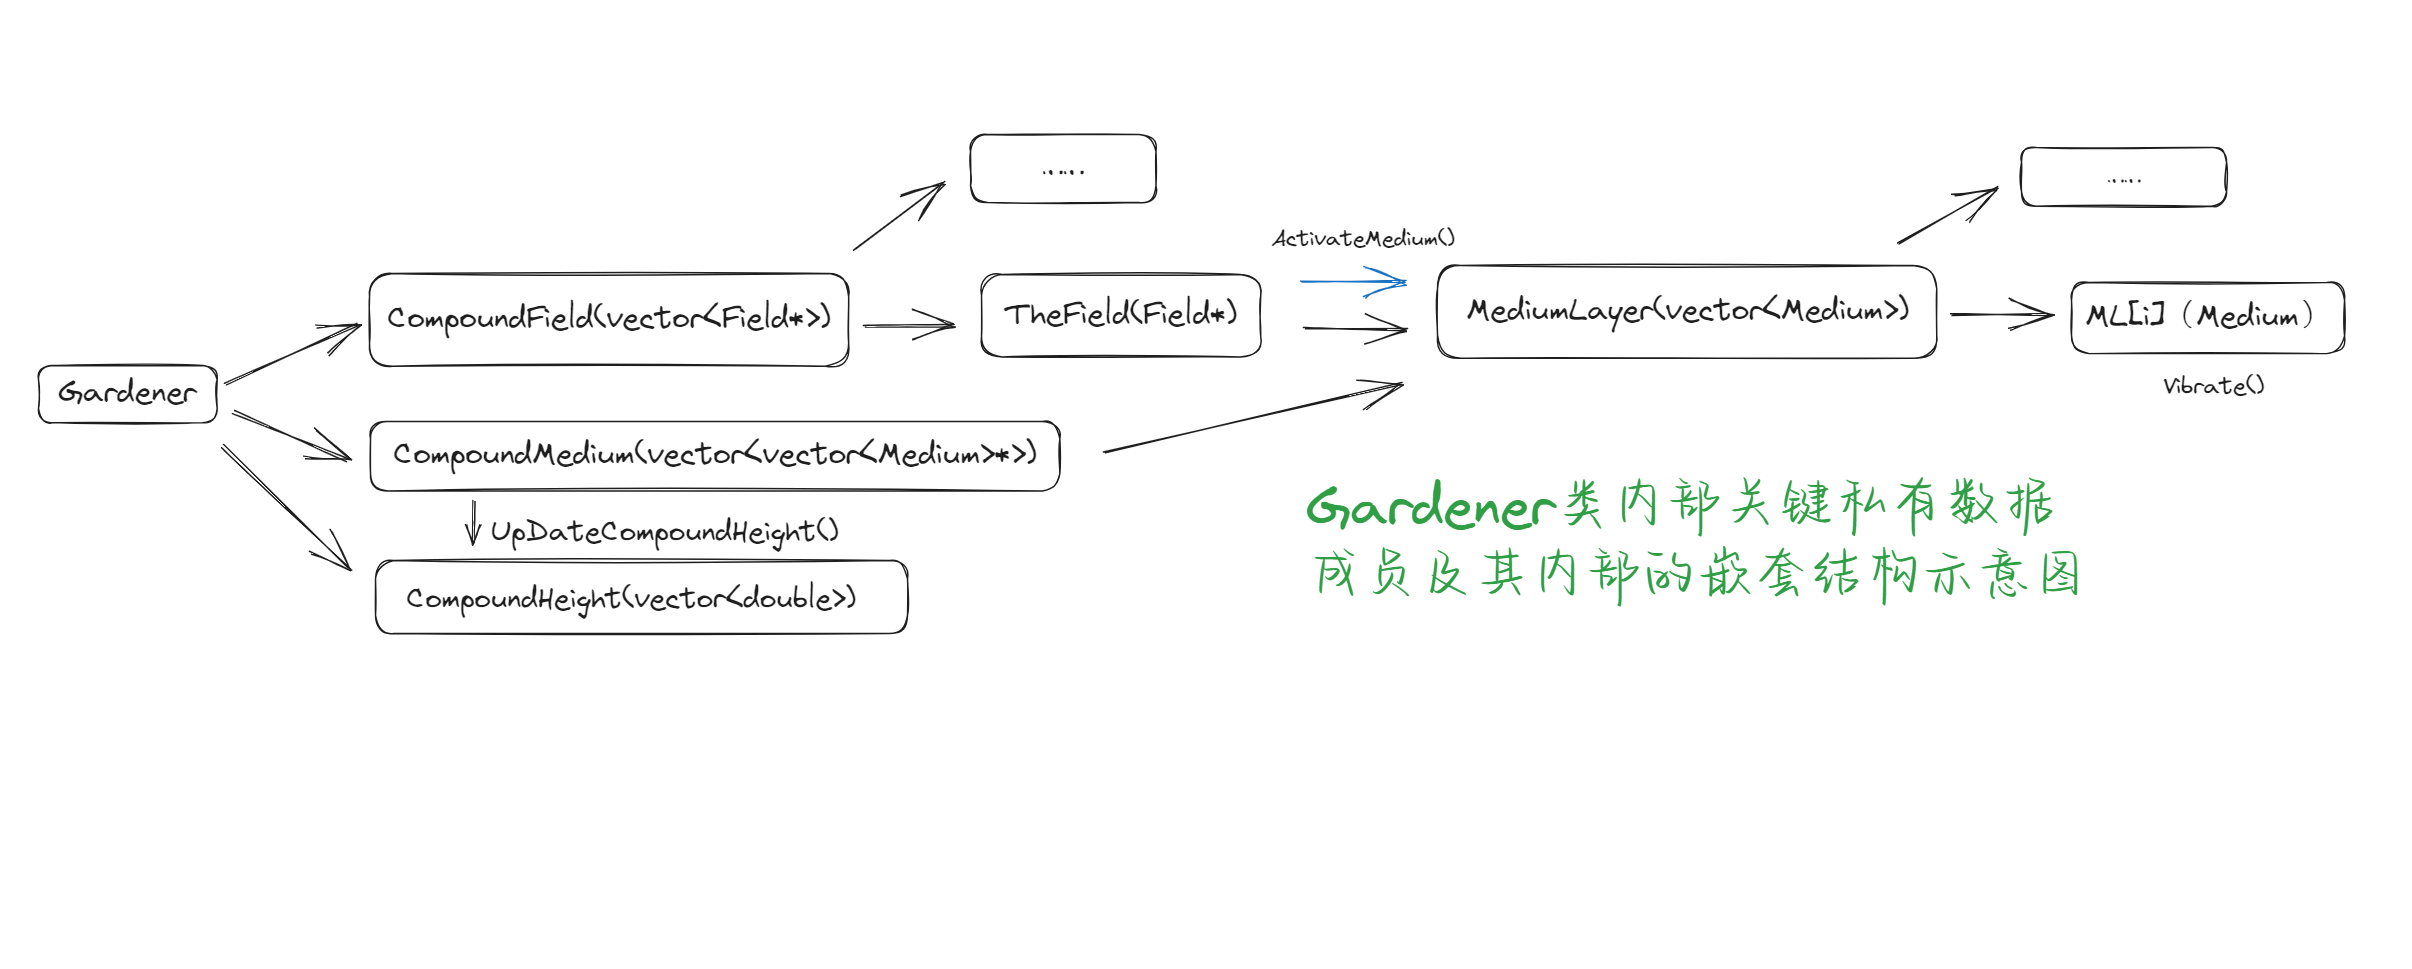 ……
……
ActivateMedium()
CompoundField(vector<Field*>)
TheField(Field*)
MediumLayer(vector<Medium>)
ML[i]（Medium）
Gardener
Vibrate()
CompoundMedium(vector<vector<Medium>*>)
UpDateCompoundHeight()
CompoundHeight(vector<double>)
Gardener类内部关键私有数据
成员及其内部的嵌套结构示意图